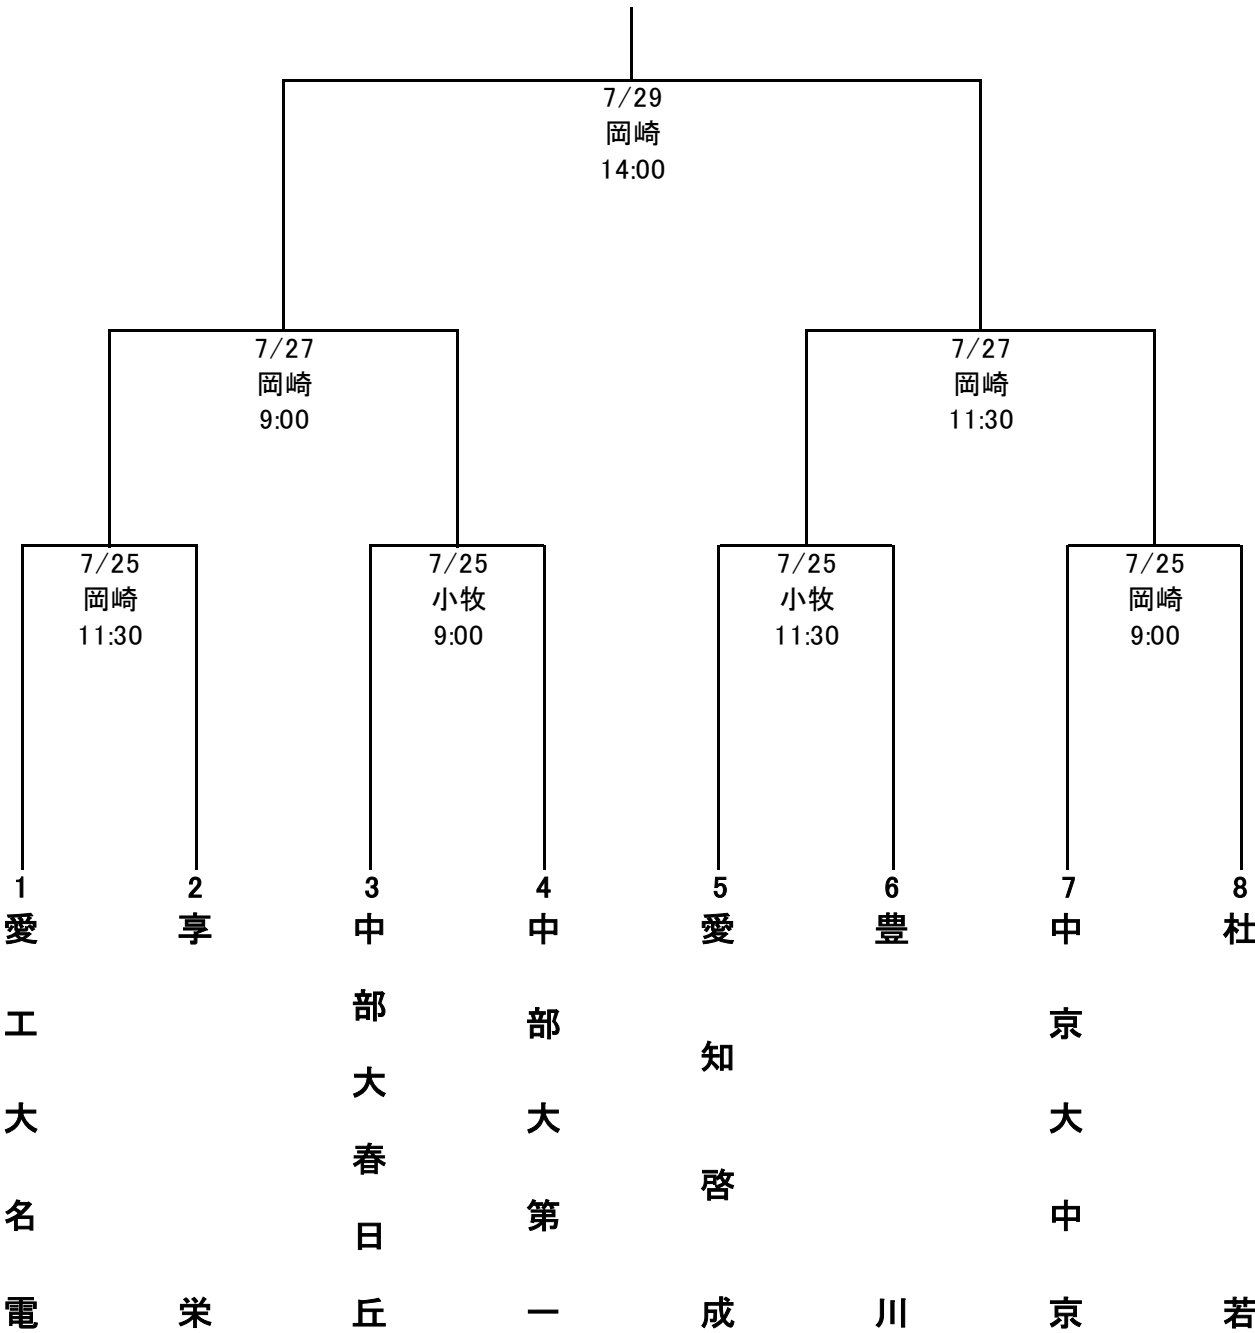 7/29
岡崎
14:00
7/27
岡崎
9:00
7/27
岡崎
11:30
7/25
岡崎
11:30
7/25
小牧
9:00
7/25
小牧
11:30
7/25
岡崎
9:00
1
愛工大名電
2
享栄
3
中部大春日丘
4
中部大第一
5
愛知啓成
6
豊川
7
中京大中京
8
杜若